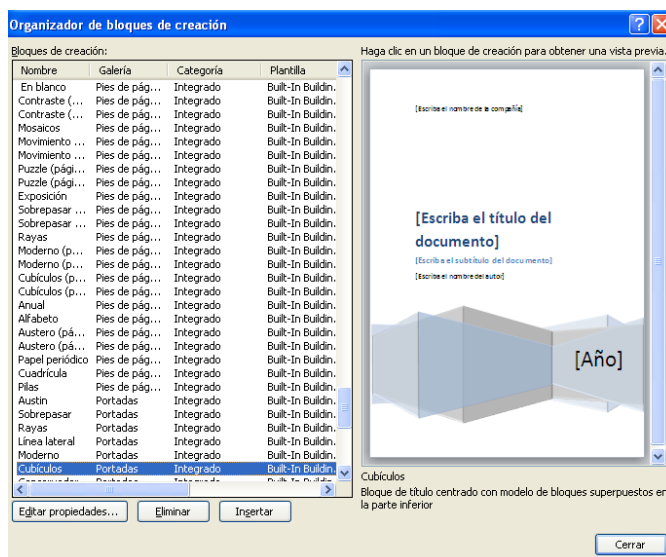 Organizador de bloques de creación
Bloques de creación:
Haga clic en un bloque de creación para obtener una vista previa.
Nombre Galería Categoría Plantilla
En blanco Pies de pág... Integrado Built-In Buildin.
Contraste (... Pies de pág... Integrado Built-In Buildin.
Contraste (... Pies de pág... Integrado Built-In Buildin.
Mosaicos Pies de pág... Integrado Built-In Buildin.
Movimiento ... Pies de pág... Integrado Built-In Buildin.
Movimiento ... Pies de pág... Integrado Built-In Buildin.
Puzzle (pági... Pies de pág... Integrado Built-In Buildin.
Puzzle (pági... Pies de pág... Integrado Built-In Buildin.
Exposición Pies de pág... Integrado Built-In Buildin.
Sobrepasar ... Pies de pág... Integrado Built-In Buildin.
Sobrepasar ... Pies de pág... Integrado Built-In Buildin.
Rayas Pies de pág... Integrado Built-In Buildin.
Moderno (p... Pies de pág... Integrado Built-In Buildin.
Moderno (p... Pies de pág... Integrado Built-In Buildin.
Cubículos (p... Pies de pág... Integrado Built-In Buildin.
Cubículos (p... Pies de pág... Integrado Built-In Buildin.
Anual Pies de pág... Integrado Built-In Buildin.
Alfabeto Pies de pág... Integrado Built-In Buildin.
Austero (pá... Pies de pág... Integrado Built-In Buildin.
Austero (pá... Pies de pág... Integrado Built-In Buildin.
Papel periódico Pies de pág... Integrado Built-In Buildin.
Cuadrícula Pies de pág... Integrado Built-In Buildin.
Pilas Pies de pág... Integrado Built-In Buildin.
Austin Portadas Integrado Built-In Buildin.
Sobrepasar Portadas Integrado Built-In Buildin.
Rayas Portadas Integrado Built-In Buildin.
Línea lateral Portadas Integrado Built-In Buildin.
Moderno Portadas Integrado Built-In Buildin.
Cubículos Portadas Integrado Built-In Buildin.
[Escriba el nombre de la compañía]
[Escriba el título del
documento]
[Escriba el subtítulo del documento]
[Escriba el nombre del autor]
[Año]
Cubículos
Bloque de título centrado con modelo de bloques superpuestos en
la parte inferior
Editar propiedades... Eliminar Insertar
Cerrar